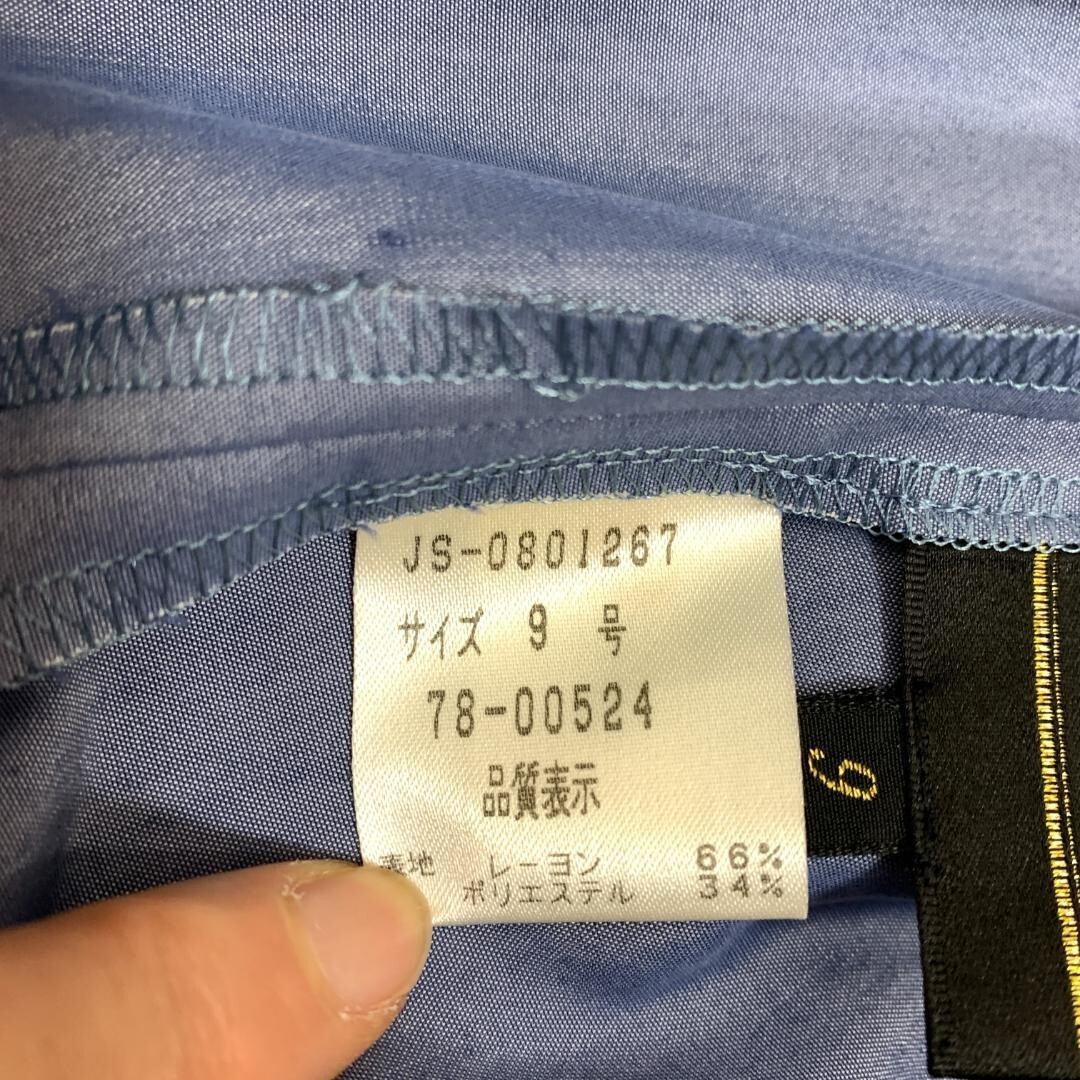 JS-0801267
サイズ 9 号
78-00524
品質表示
表地 レーヨン 66%
ポリエステル 34%
9